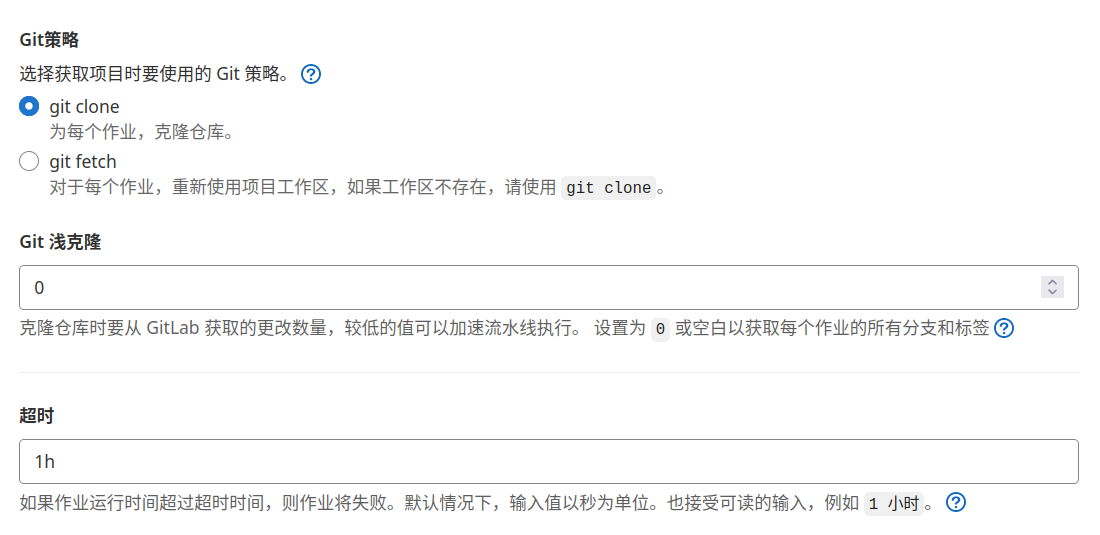 Git策略
选择获取项目时要使用的 Git 策略。
git clone
为每个作业，克隆仓库。
git fetch
对于每个作业，重新使用项目工作区，如果工作区不存在，请使用 git clone。
Git 浅克隆
0
克隆仓库时要从 GitLab 获取的更改数量，较低的值可以加速流水线执行。 设置为 0 或空白以获取每个作业的所有分支和标签
超时
1h
如果作业运行时间超过超时时间，则作业将失败。默认情况下，输入值以秒为单位。也接受可读的输入，例如 1 小时。